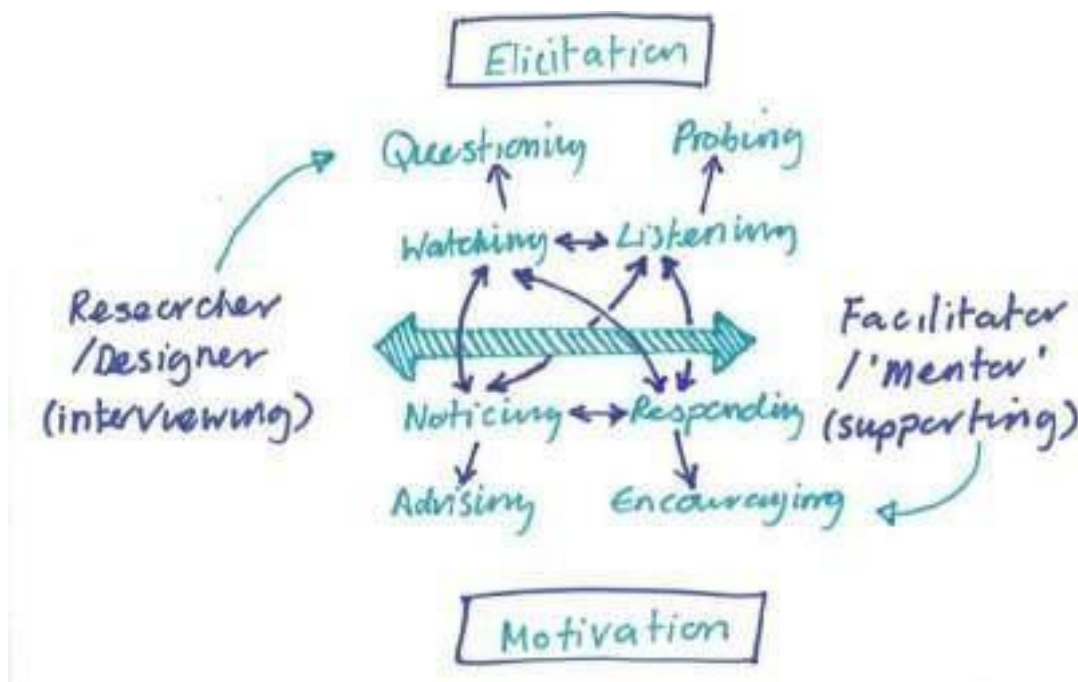 Elicitation
Questioning Probing
Watching Listening
Researcher
/Designer
(interviewing)
Facilitator
/'mentor'
(supporting)
Noticing Responding
Advising Encouraging
Motivation